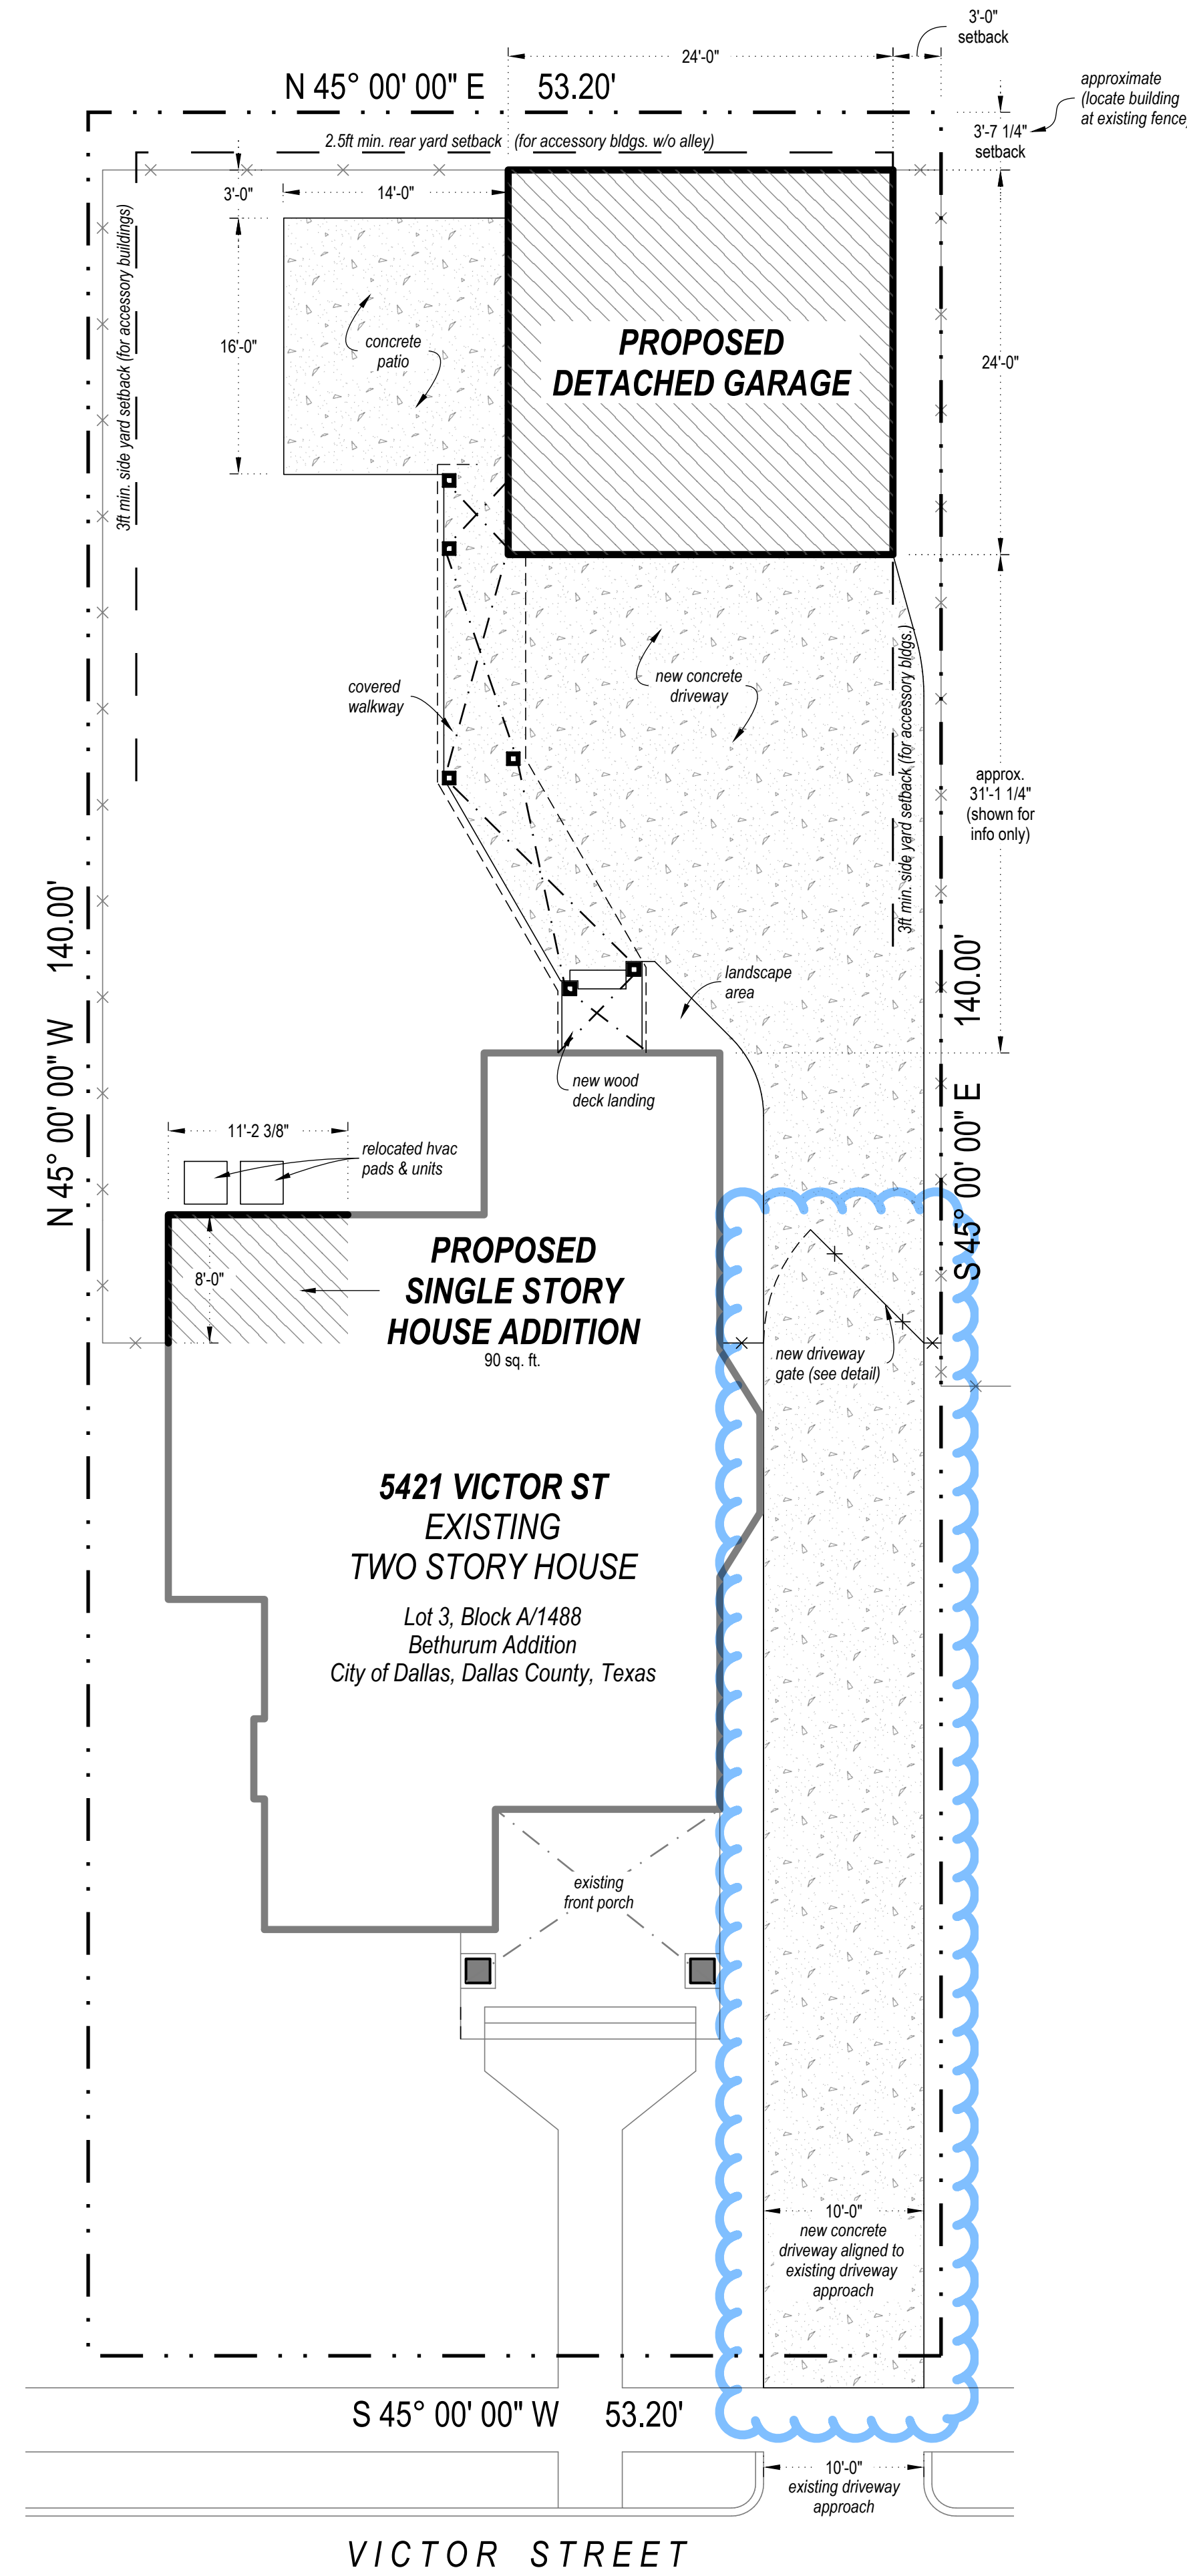 3'-0"
setback
24'-0"
N 45° 00' 00" E 53.20'
approximate
(locate building
at existing fence)
3'-7 1/4"
setback
2.5ft min. rear yard setback (for accessory bldgs. w/o alley)
3'-0"
14'-0"
3ft min. side yard setback (for accessory buildings)
16'-0"
concrete
patio
PROPOSED
DETACHED GARAGE
24'-0"
covered
walkway
new concrete
driveway
3ft min. side yard setback (for accessory bldgs.)
approx.
31'-1 1/4"
(shown for
info only)
N 45° 00' 00" W 140.00'
S 45° 00' 00" E 140.00'
landscape
area
new wood
deck landing
11'-2 3/8"
relocated hvac
pads & units
8'-0"
PROPOSED
SINGLE STORY
HOUSE ADDITION
90 sq. ft.
new driveway
gate (see detail)
5421 VICTOR ST
EXISTING
TWO STORY HOUSE
Lot 3, Block A/1488
Bethurum Addition
City of Dallas, Dallas County, Texas
existing
front porch
10'-0"
new concrete
driveway aligned to
existing driveway
approach
S 45° 00' 00" W 53.20'
10'-0"
existing driveway
approach
VICTOR STREET